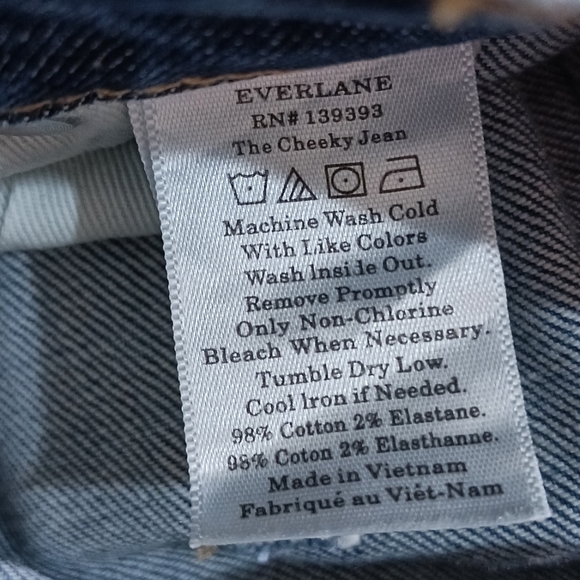 EVERLANE
RN# 139393
The Cheeky Jean
Machine Wash Cold
With Like Colors
Wash Inside Out.
Remove Promptly
Only Non-Chlorine
Bleach When Necessary.
Tumble Dry Low.
Cool Iron if Needed.
98% Cotton 2% Elastane.
98% Coton 2% Elasthanne.
Made in Vietnam
Fabriqué au Viêt-Nam